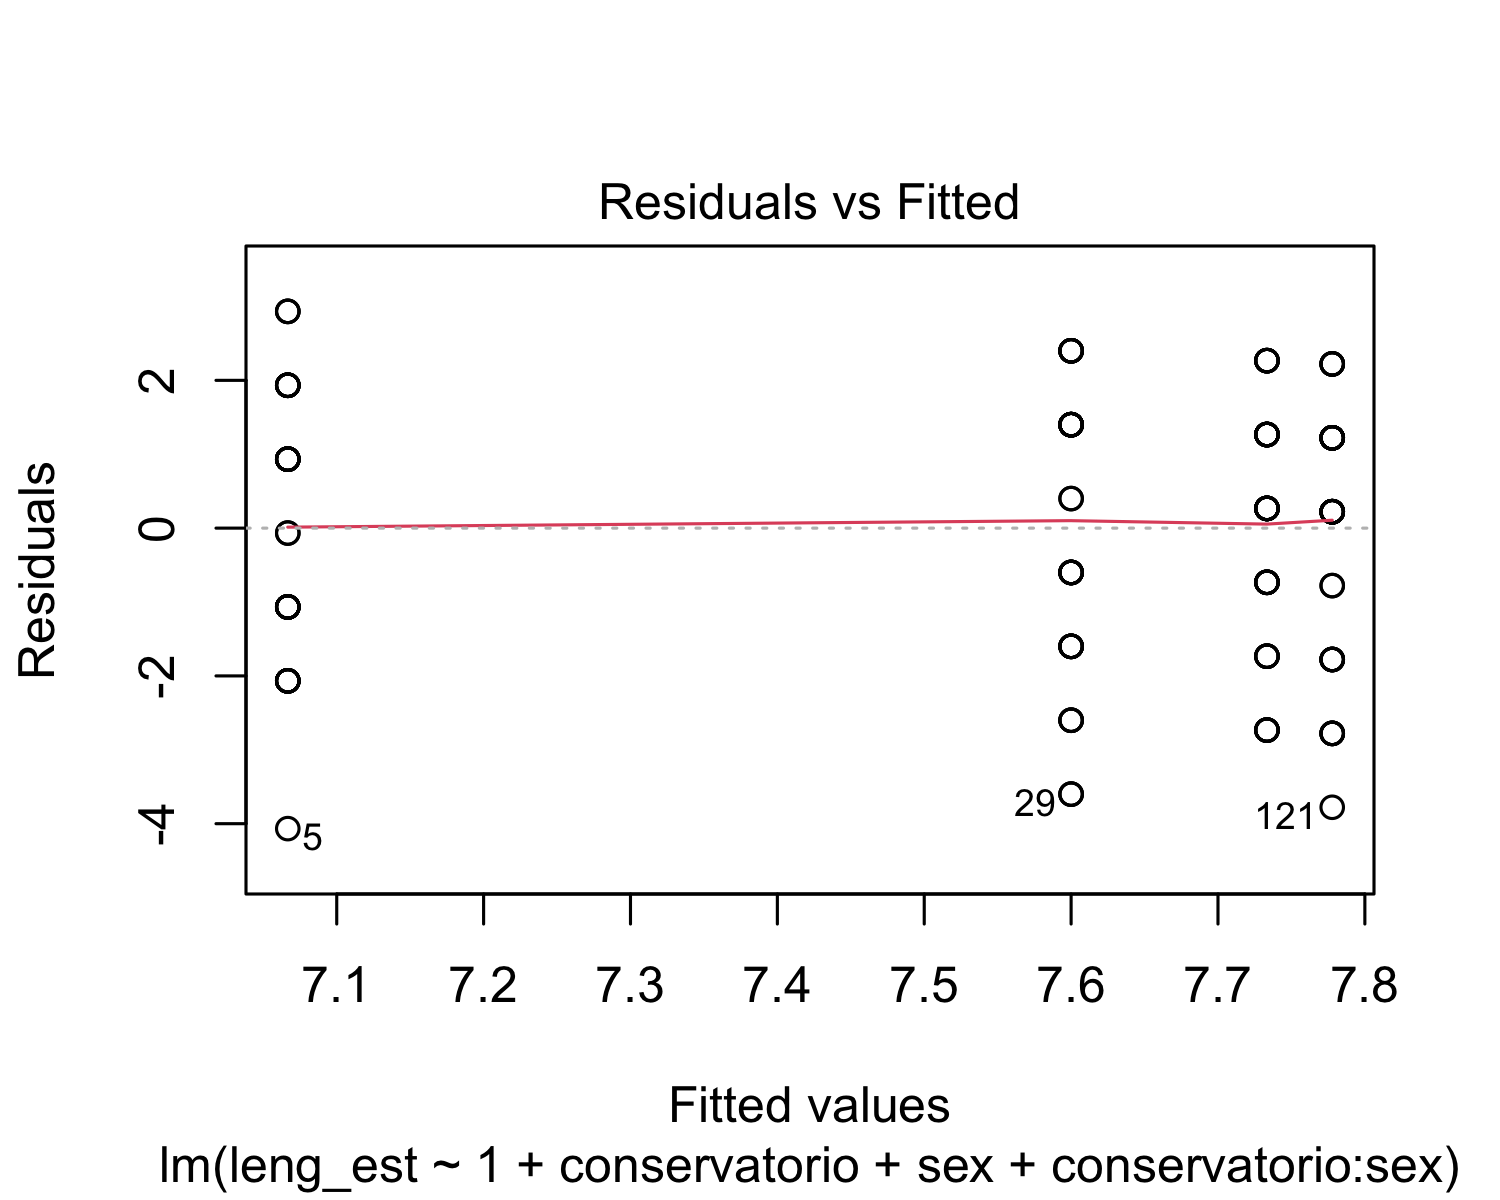 Residuals vs Fitted
Residuals
2
0
-2
-4
5
29
121
7.1 7.2 7.3 7.4 7.5 7.6 7.7 7.8
Fitted values
lm(leng_est ~ 1 + conservatorio + sex + conservatorio:sex)